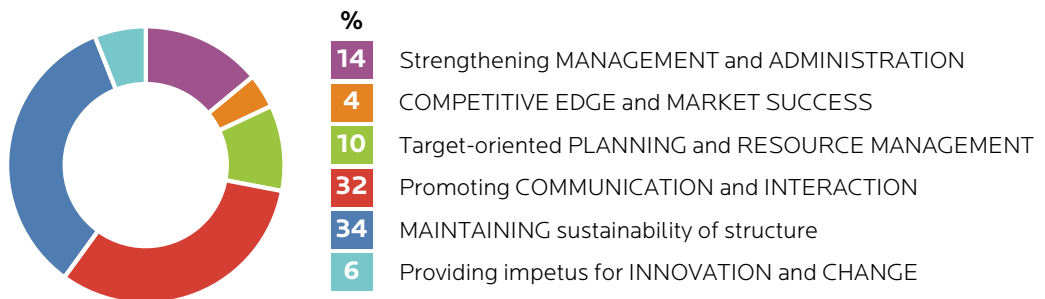 %
14 Strengthening MANAGEMENT and ADMINISTRATION
4 COMPETITIVE EDGE and MARKET SUCCESS
10 Target-oriented PLANNING and RESOURCE MANAGEMENT
32 Promoting COMMUNICATION and INTERACTION
34 MAINTAINING sustainability of structure
6 Providing impetus for INNOVATION and CHANGE